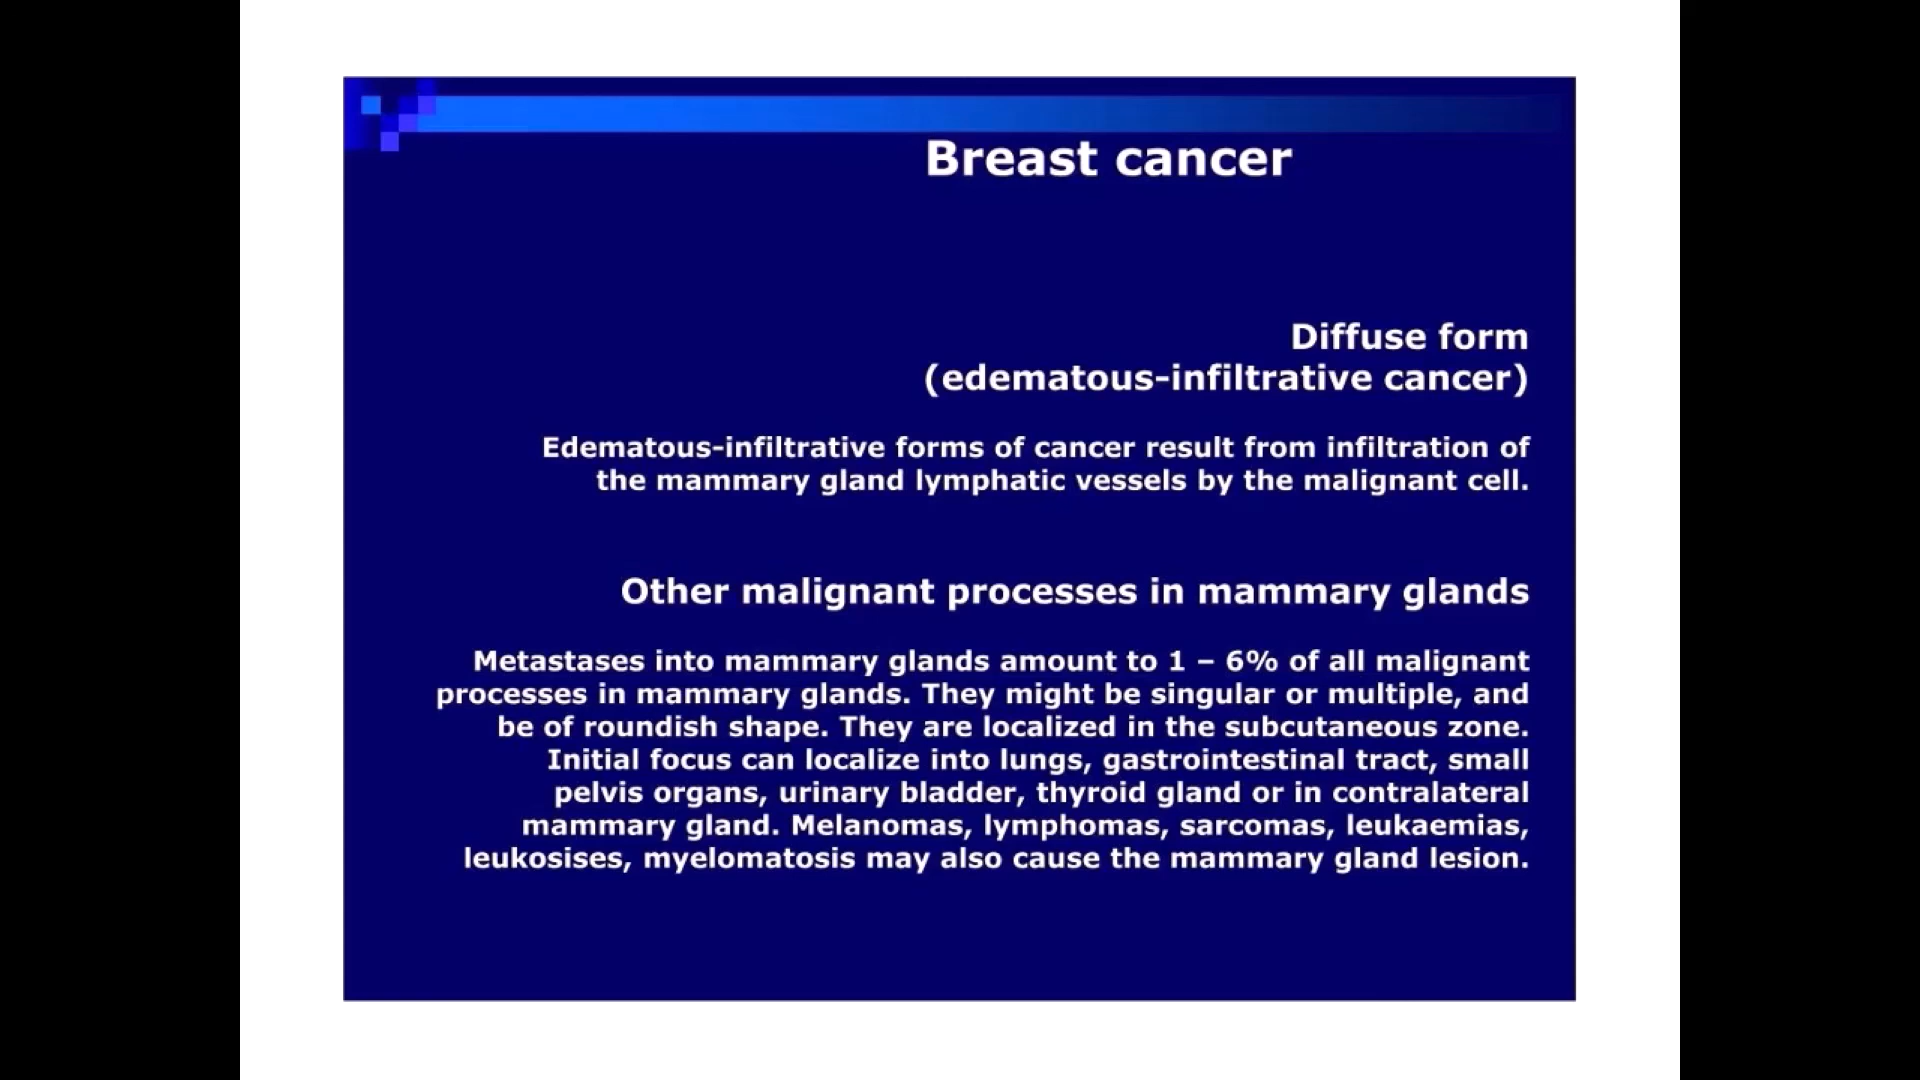 Breast cancer
Diffuse form
(edematous-infiltrative cancer)
Edematous-infiltrative forms of cancer result from infiltration of
the mammary gland lymphatic vessels by the malignant cell.
Other malignant processes in mammary glands
Metastases into mammary glands amount to 1 – 6% of all malignant
processes in mammary glands. They might be singular or multiple, and
be of roundish shape. They are localized in the subcutaneous zone.
Initial focus can localize into lungs, gastrointestinal tract, small
pelvis organs, urinary bladder, thyroid gland or in contralateral
mammary gland. Melanomas, lymphomas, sarcomas, leukaemias,
leukosises, myelomatosis may also cause the mammary gland lesion.